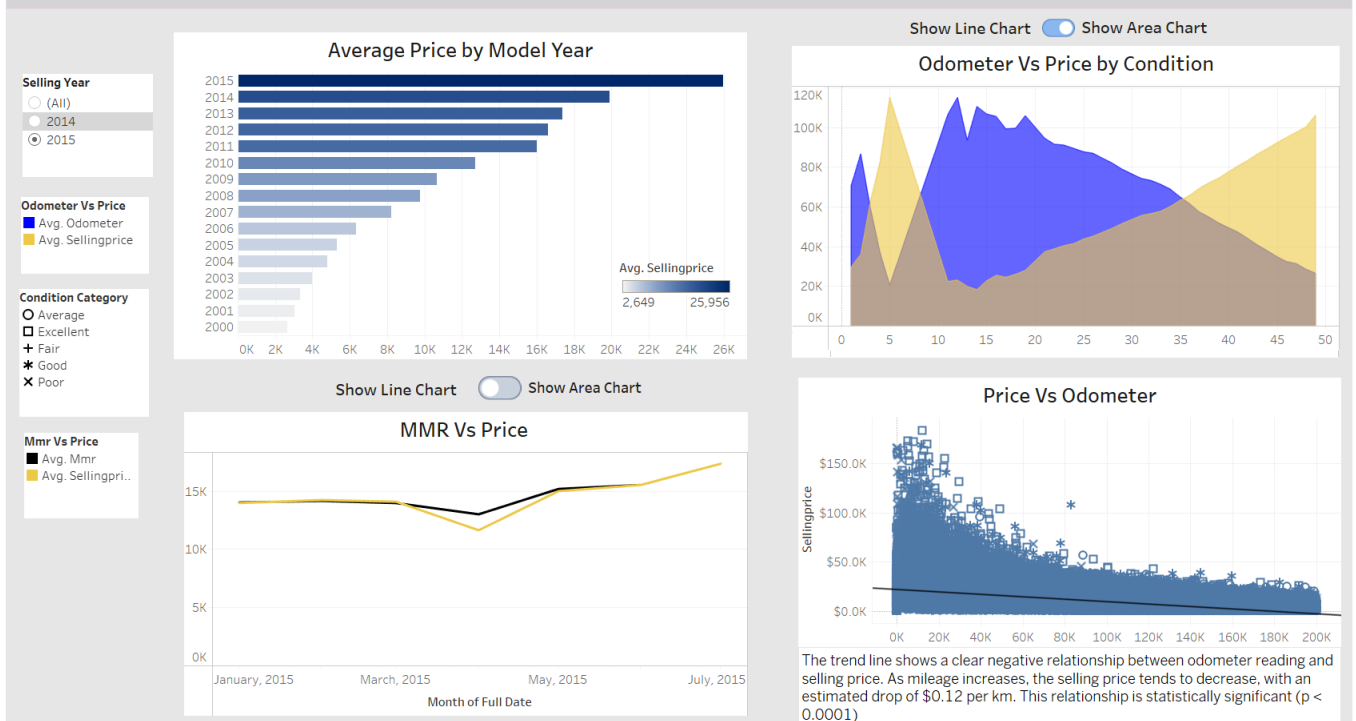 Show Line Chart Show Area Chart
Selling Year
(All)
2014
2015
Odometer Vs Price
Avg. Odometer
Avg. Sellingprice
Condition Category
Average
Excellent
Fair
Good
Poor
Mmr Vs Price
Avg. Mmr
Avg. Sellingpri..
Average Price by Model Year
2015
2014
2013
2012
2011
2010
2009
2008
2007
2006
2005
2004
2003
2002
2001
2000
Avg. Sellingprice
2,649 25,956
0K 2K 4K 6K 8K 10K 12K 14K 16K 18K 20K 22K 24K 26K
Odometer Vs Price by Condition
120K
100K
80K
60K
40K
20K
0K
0 5 10 15 20 25 30 35 40 45 50
Show Line Chart Show Area Chart
MMR Vs Price
15K
10K
5K
0K
January, 2015 March, 2015 May, 2015 July, 2015
Month of Full Date
Price Vs Odometer
Sellingprice
$150.0K
$100.0K
$50.0K
$0.0K
0K 20K 40K 60K 80K 100K 120K 140K 160K 180K 200K
The trend line shows a clear negative relationship between odometer reading and
selling price. As mileage increases, the selling price tends to decrease, with an
estimated drop of $0.12 per km. This relationship is statistically significant (p <
0.0001)